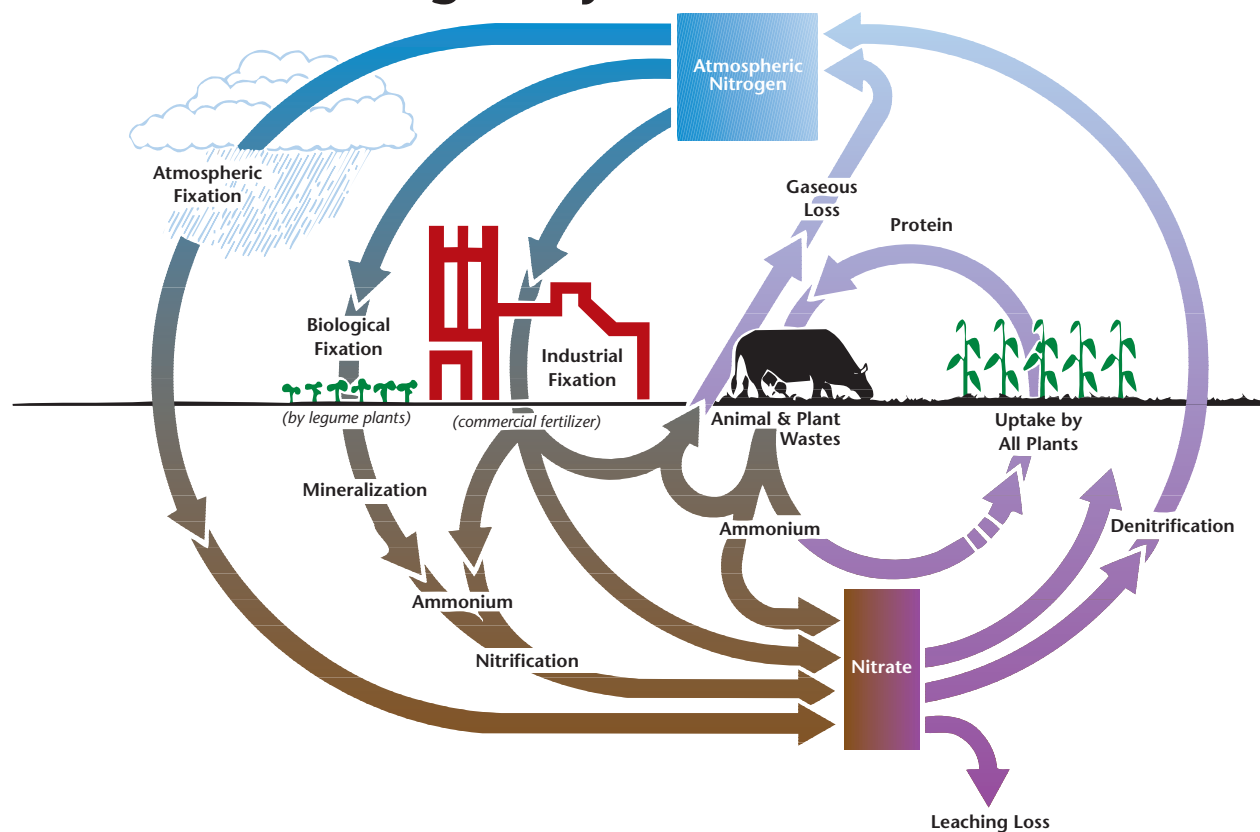 Atmospheric
Nitrogen
Atmospheric
Fixation
Gaseous
Loss
Protein
Biological
Fixation
Industrial
Fixation
(by legume plants)
(commercial fertilizer)
Animal & Plant
Wastes
Uptake by
All Plants
Mineralization
Ammonium
Denitrification
Ammonium
Nitrification
Nitrate
Leaching Loss